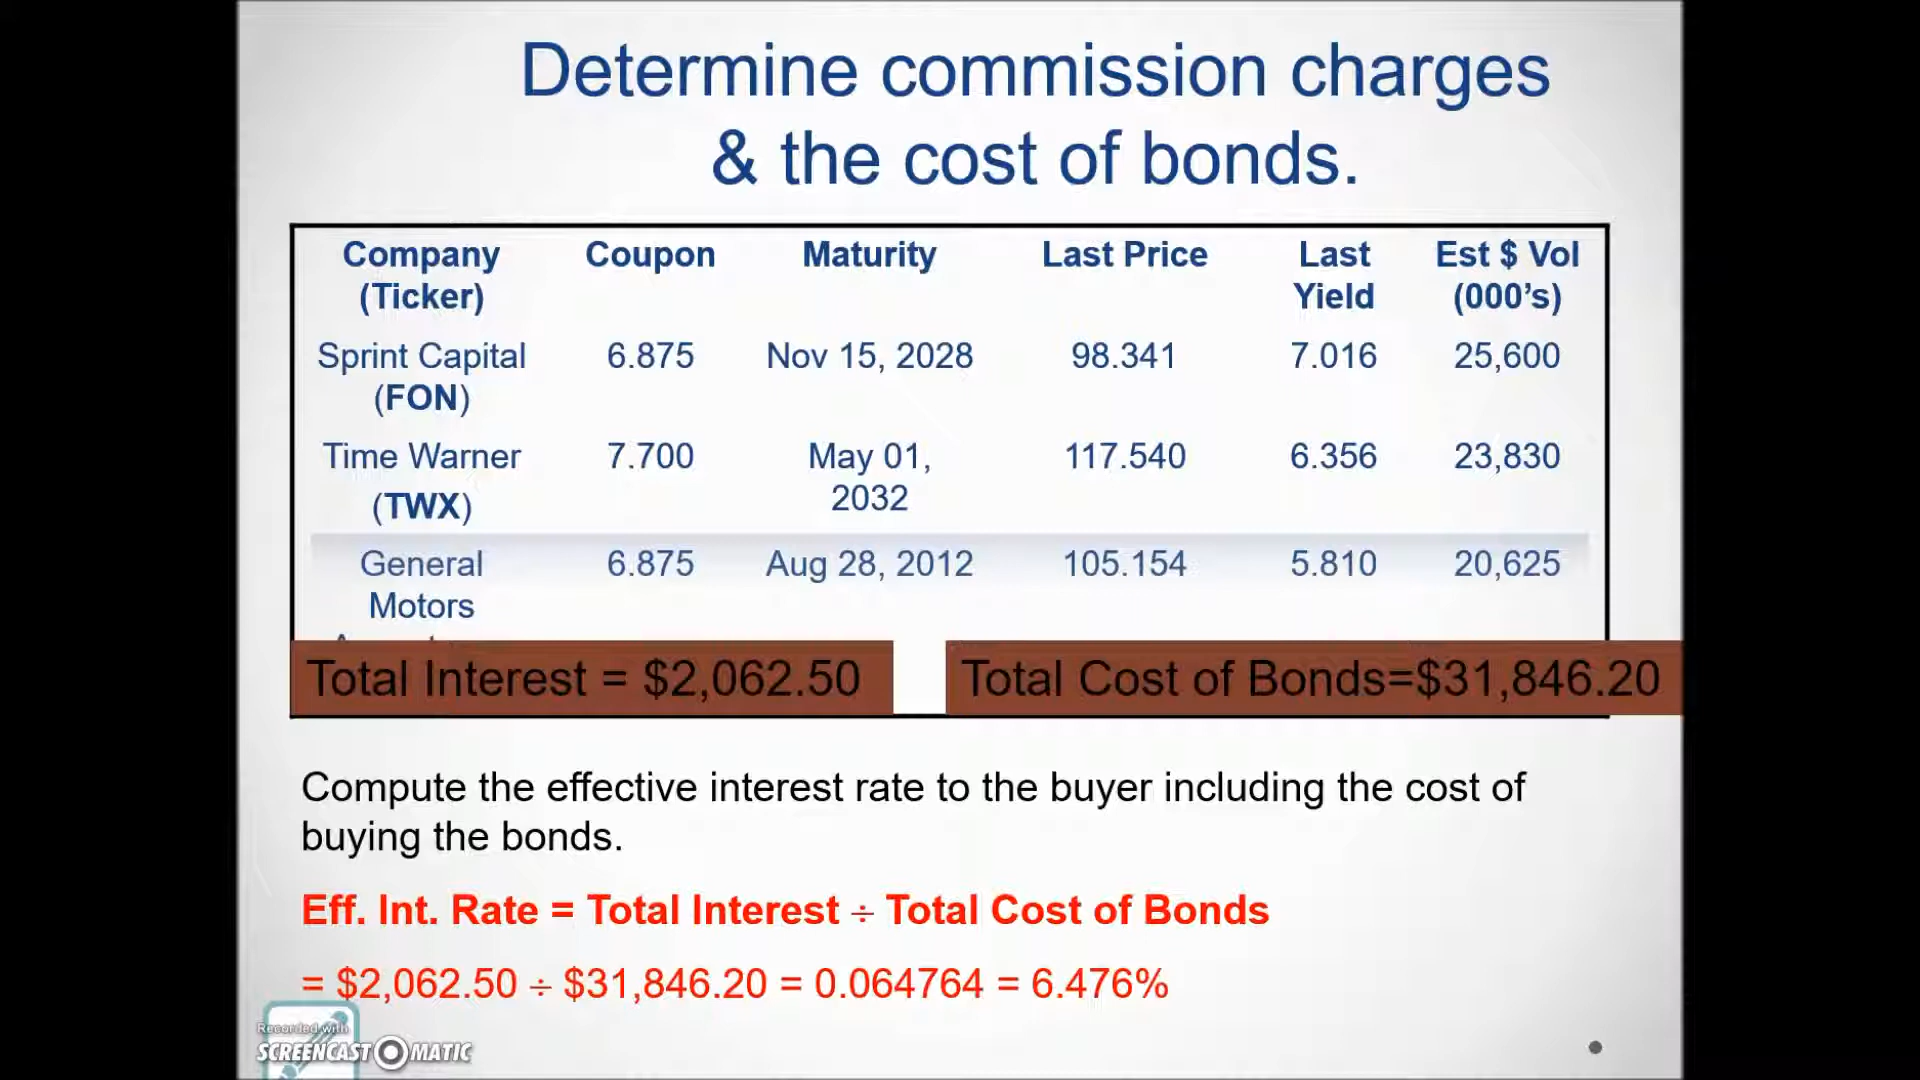 Determine commission charges
& the cost of bonds.
Company (Ticker) Coupon Maturity Last Price Last Yield Est $ Vol (000’s)
Sprint Capital (FON) 6.875 Nov 15, 2028 98.341 7.016 25,600
Time Warner (TWX) 7.700 May 01, 2032 117.540 6.356 23,830
General Motors 6.875 Aug 28, 2012 105.154 5.810 20,625
Total Interest = $2,062.50 Total Cost of Bonds=$31,846.20
Compute the effective interest rate to the buyer including the cost of
buying the bonds.
Eff. Int. Rate = Total Interest ÷ Total Cost of Bonds
= $2,062.50 ÷ $31,846.20 = 0.064764 = 6.476%
Recorded with
SCREENCAST MATIC